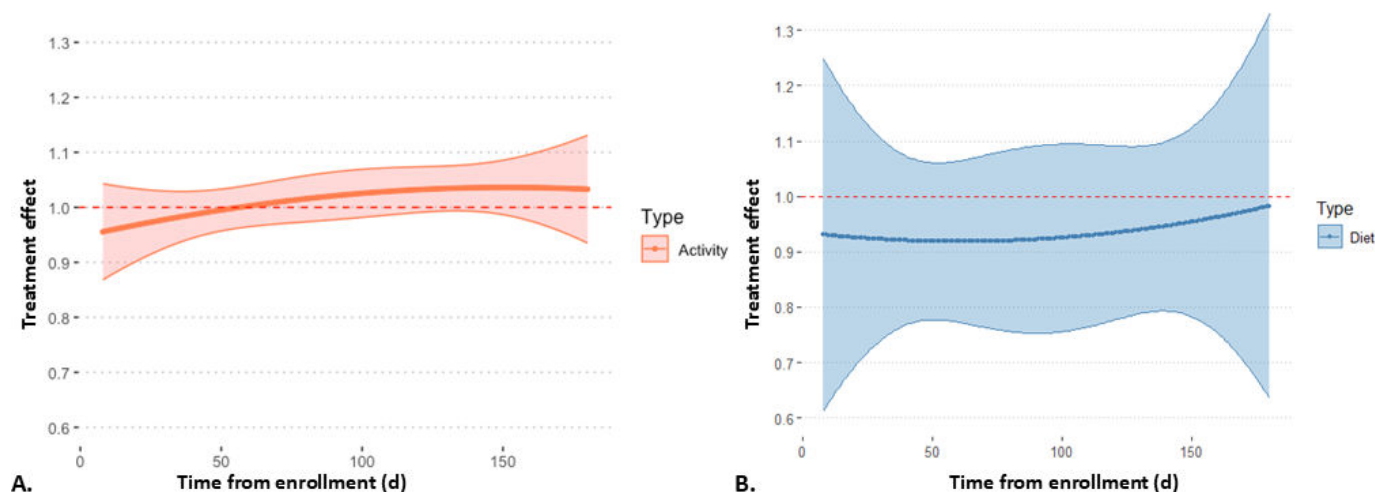 1.3
1.2
1.1
1.0
0.9
0.8
0.7
0.6
Treatment effect
0 50 100 150
Time from enrollment (d)
Type
Activity
A.
1.3
1.2
1.1
1.0
0.9
0.8
0.7
0.6
Treatment effect
0 50 100 150
Time from enrollment (d)
Type
Diet
B.